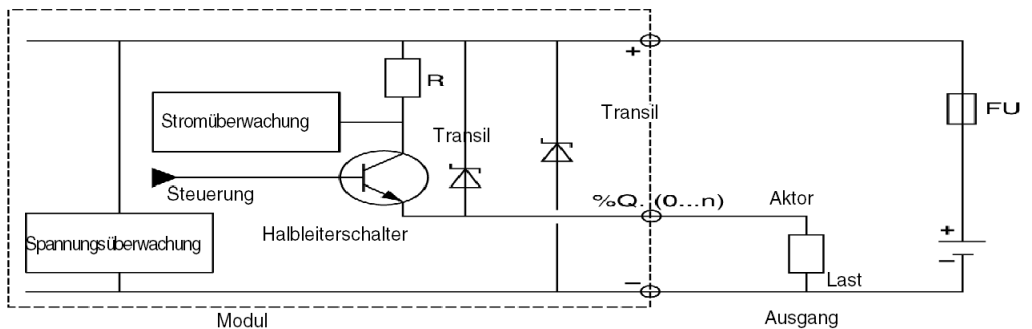 +
R
FU
Stromüberwachung
Transil
Transil
Steuerung
%Q. (0...n)
Aktor
Halbleiterschalter
Spannungsüberwachung
+
–
–
Last
Modul
Ausgang